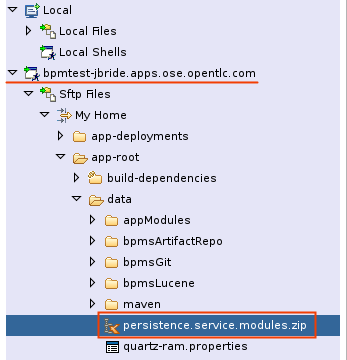 Local
Local Files
Local Shells
bpmtest-jbride.apps.ose.opentlc.com
Sftp Files
My Home
app-deployments
app-root
build-dependencies
data
appModules
bpmsArtifactRepo
bpmsGit
bpmsLucene
maven
persistence.service.modules.zip
quartz-ram.properties